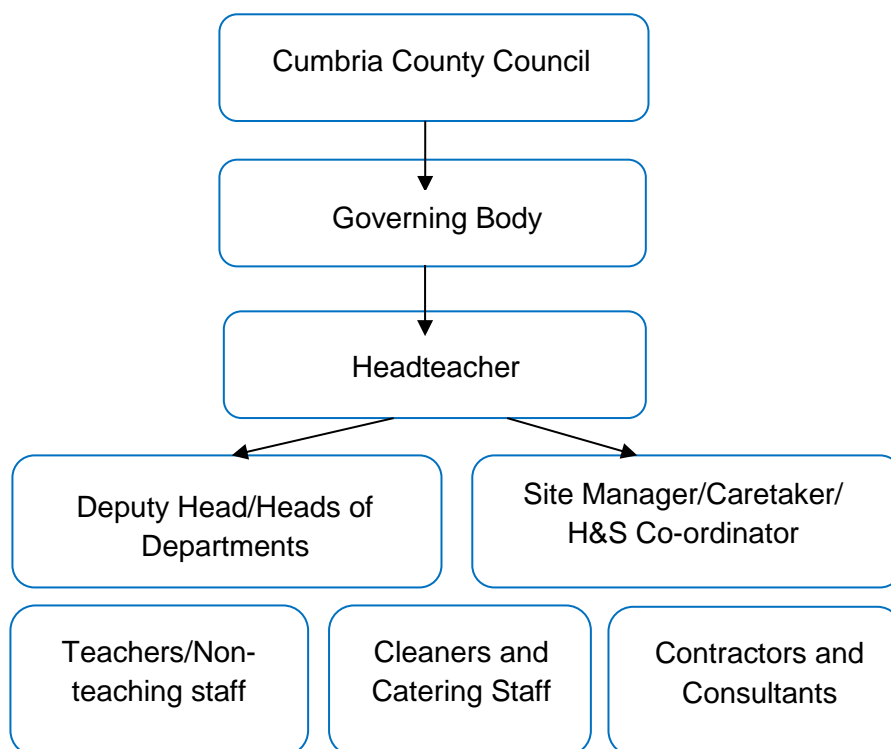 Cumbria County Council
Governing Body
Headteacher
Deputy Head/Heads of
Departments
Site Manager/Caretaker/
H&S Co-ordinator
Teachers/Non-
teaching staff
Cleaners and
Catering Staff
Contractors and
Consultants